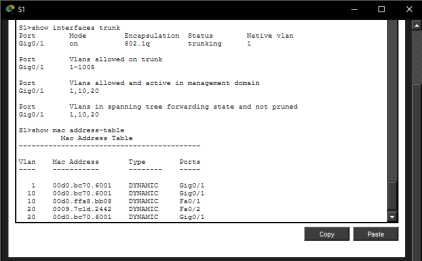 S1
S1>show interfaces trunk
Port        Mode         Encapsulation  Status        Native vlan
Gig0/1      on           802.1q         trunking      1
Port        Vlans allowed on trunk
Gig0/1      1-1005
Port        Vlans allowed and active in management domain
Gig0/1      1,10,20
Port        Vlans in spanning tree forwarding state and not pruned
Gig0/1      1,10,20
S1>show mac address-table
Mac Address Table
-------------------------------------------
Vlan    Mac Address       Type        Ports
----    -----------       --------    -----
1    00d0.bc70.6001    DYNAMIC     Gig0/1
10    00d0.bc70.6001    DYNAMIC     Gig0/1
10    00d0.ffa8.bb08    DYNAMIC     Fa0/1
20    0009.7c1d.2442    DYNAMIC     Fa0/2
20    00d0.bc70.6001    DYNAMIC     Gig0/1
Copy    Paste